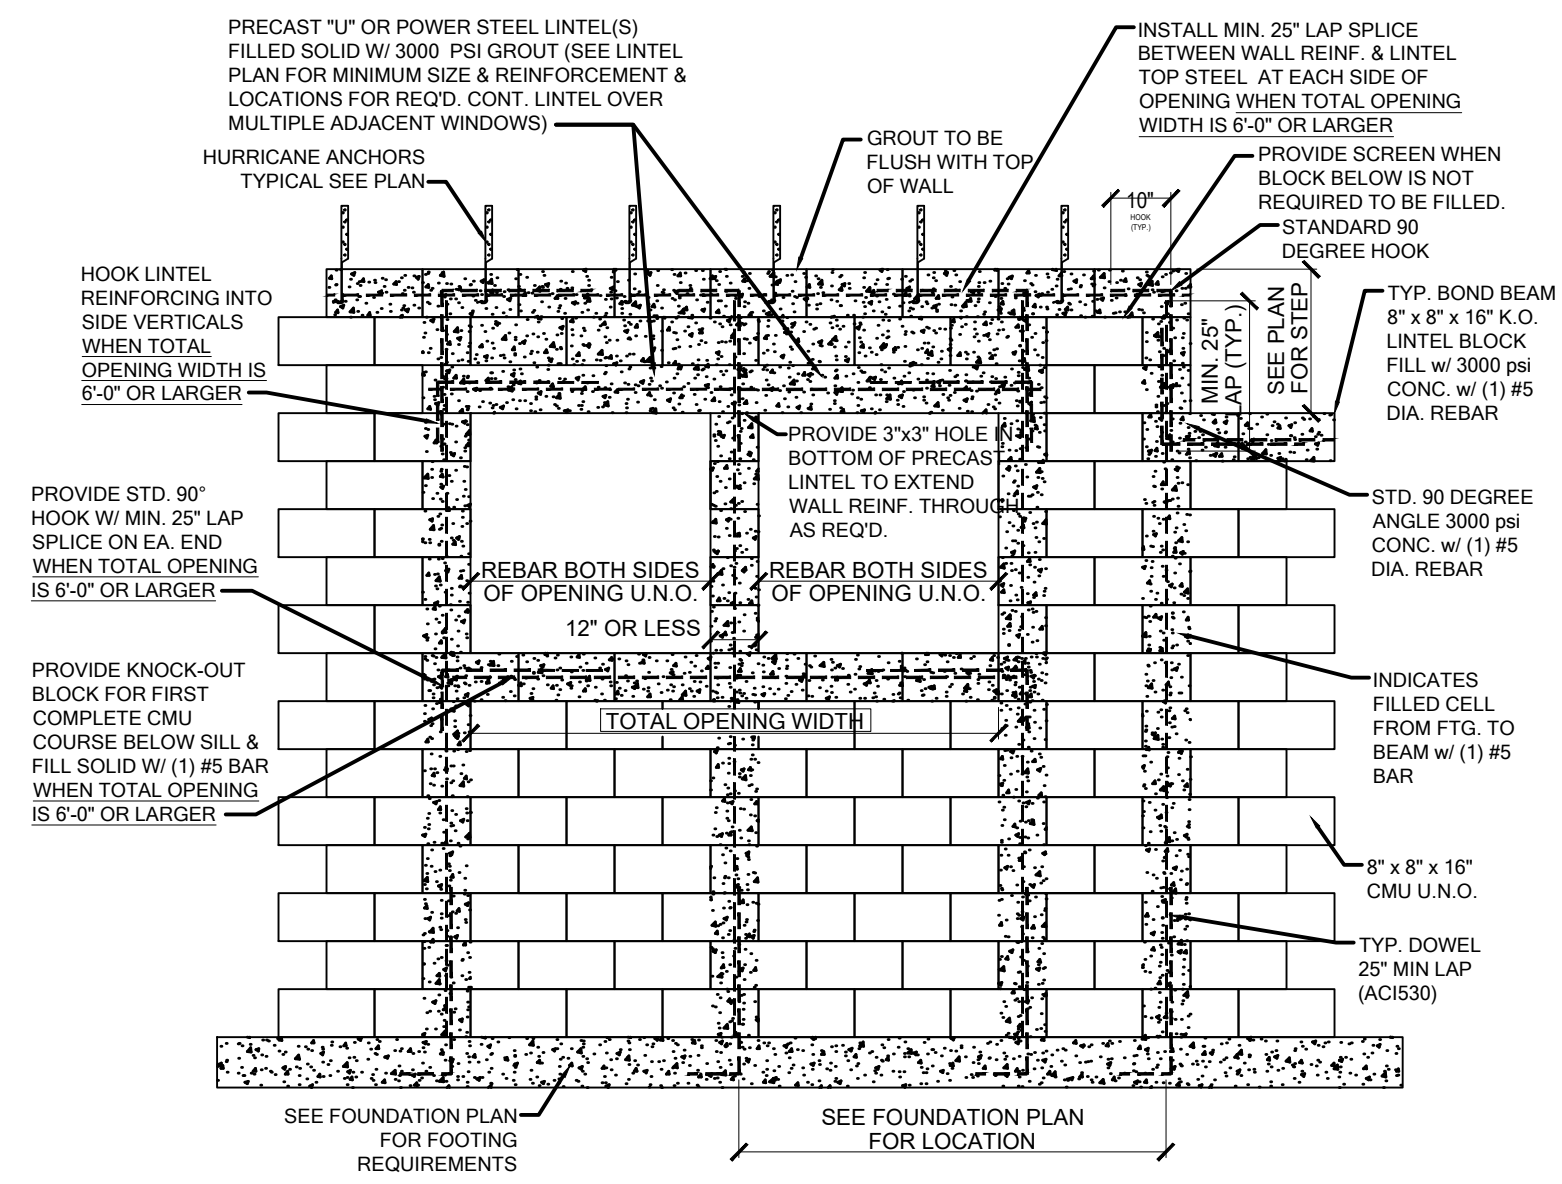 PRECAST "U" OR POWER STEEL LINTEL(S)
FILLED SOLID W/ 3000 PSI GROUT (SEE LINTEL
PLAN FOR MINIMUM SIZE & REINFORCEMENT &
LOCATIONS FOR REQ'D. CONT. LINTEL OVER
MULTIPLE ADJACENT WINDOWS)
INSTALL MIN. 25" LAP SPLICE
BETWEEN WALL REINF. & LINTEL
TOP STEEL AT EACH SIDE OF
OPENING WHEN TOTAL OPENING
WIDTH IS 6'-0" OR LARGER
GROUT TO BE
FLUSH WITH TOP
OF WALL
HURRICANE ANCHORS
TYPICAL SEE PLAN
PROVIDE SCREEN WHEN
BLOCK BELOW IS NOT
REQUIRED TO BE FILLED.
10"
HOOK
(TYP.)
STANDARD 90
DEGREE HOOK
HOOK LINTEL
REINFORCING INTO
SIDE VERTICALS
WHEN TOTAL
OPENING WIDTH IS
6'-0" OR LARGER
MIN. 25"
LAP (TYP.)
SEE PLAN
FOR STEP
TYP. BOND BEAM
8" x 8" x 16" K.O.
LINTEL BLOCK
FILL w/ 3000 psi
CONC. w/ (1) #5
DIA. REBAR
PROVIDE 3"x3" HOLE IN
BOTTOM OF PRECAST
LINTEL TO EXTEND
WALL REINF. THROUGH
AS REQ'D.
PROVIDE STD. 90°
HOOK W/ MIN. 25" LAP
SPLICE ON EA. END
WHEN TOTAL OPENING
IS 6'-0" OR LARGER
STD. 90 DEGREE
ANGLE 3000 psi
CONC. w/ (1) #5
DIA. REBAR
REBAR BOTH SIDES
OF OPENING U.N.O.
REBAR BOTH SIDES
OF OPENING U.N.O.
12" OR LESS
PROVIDE KNOCK-OUT
BLOCK FOR FIRST
COMPLETE CMU
COURSE BELOW SILL &
FILL SOLID W/ (1) #5 BAR
WHEN TOTAL OPENING
IS 6'-0" OR LARGER
TOTAL OPENING WIDTH
INDICATES
FILLED CELL
FROM FTG. TO
BEAM w/ (1) #5
BAR
8" x 8" x 16"
CMU U.N.O.
TYP. DOWEL
25" MIN LAP
(ACI530)
SEE FOUNDATION PLAN
FOR FOOTING
REQUIREMENTS
SEE FOUNDATION PLAN
FOR LOCATION